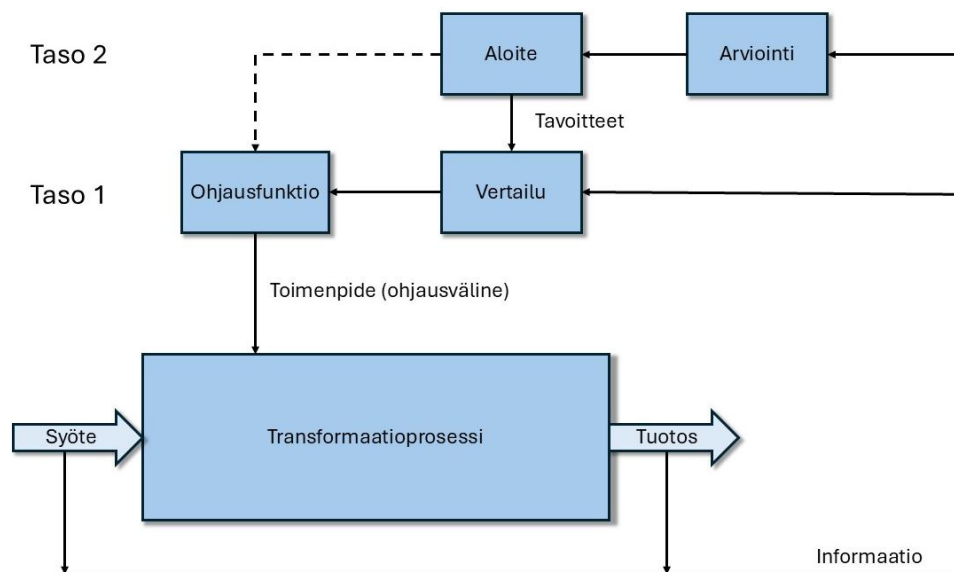 Taso 2
Aloite
Arviointi
Tavoitteet
Taso 1
Ohjausfunktio
Vertailu
Toimenpide (ohjausväline)
Syöte
Transformaatioprosessi
Tuotos
Informaatio